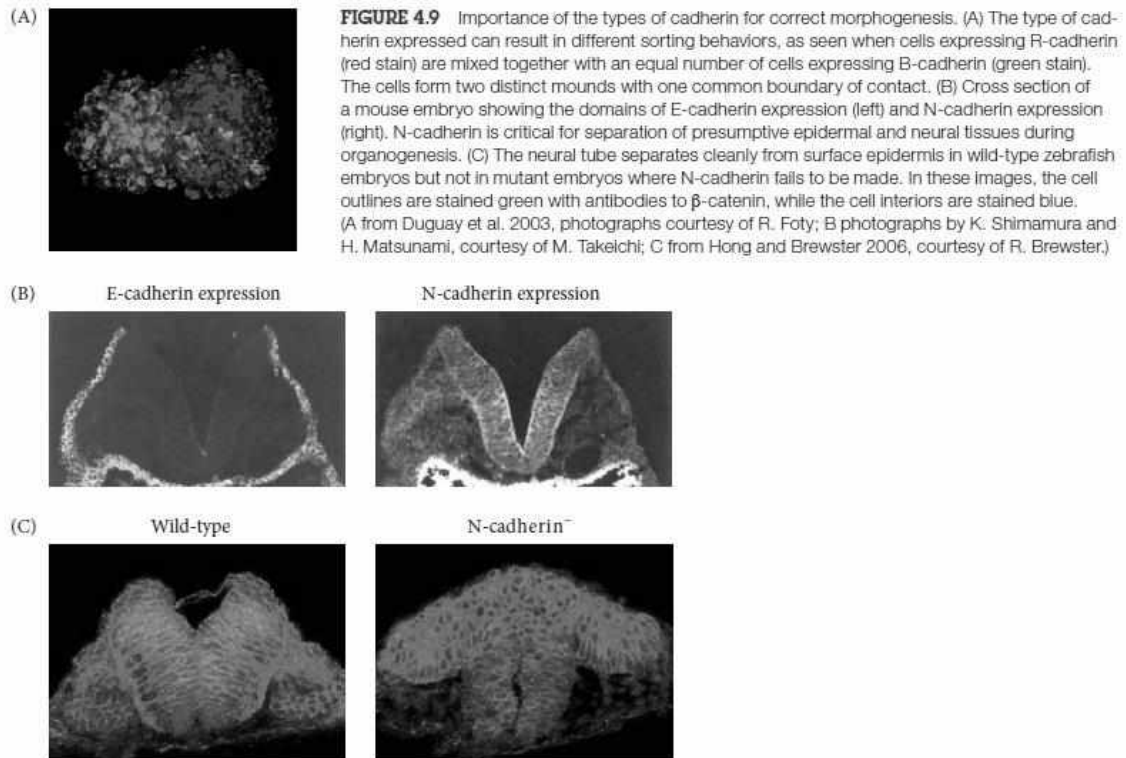 (A)
FIGURE 4.9 Importance of the types of cadherin for correct morphogenesis. (A) The type of cad-
herin expressed can result in different sorting behaviors, as seen when cells expressing R-cadherin
(red stain) are mixed together with an equal number of cells expressing B-cadherin (green stain).
The cells form two distinct mounds with one common boundary of contact. (B) Cross section of
a mouse embryo showing the domains of E-cadherin expression (left) and N-cadherin expression
(right). N-cadherin is critical for separation of presumptive epidermal and neural tissues during
organogenesis. (C) The neural tube separates cleanly from surface epidermis in wild-type zebrafish
embryos but not in mutant embryos where N-cadherin fails to be made. In these images, the cell
outlines are stained green with antibodies to β-catenin, while the cell interiors are stained blue.
(A from Duguay et al. 2003, photographs courtesy of R. Foty; B photographs by K. Shimamura and
H. Matsunami, courtesy of M. Takeichi; C from Hong and Brewster 2006, courtesy of R. Brewster.)
(B) E-cadherin expression N-cadherin expression
(C) Wild-type N-cadherin⁻